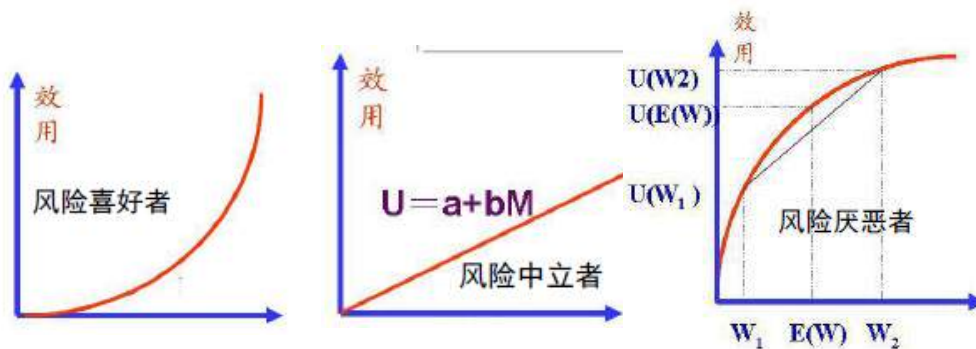 效
用
风险喜好者
效
用
U=a+bM
风险中立者
效
用
U(W2)
U(E(W))
U(W₁)
风险厌恶者
W₁
E(W)
W₂